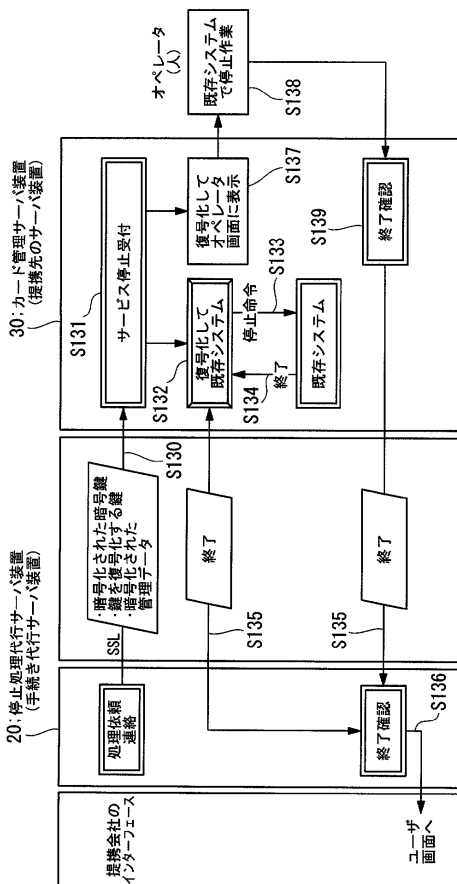 提携会社の
インターフェース
20;停止処理代行サーバ装置
(手続き代行サーバ装置)
処理依頼
連絡
SSL
・暗号化された暗号鍵
・鍵を復号化する鍵
・暗号化された
管理データ
S130
終了
S135
終了
S135
終了確認
S136
ユーザ
画面へ
30;カード管理サーバ装置
(提携先のサーバ装置)
S131
サービス停止受付
S132
復号化して
既存システム
S134
終了
停止命令
S133
既存システム
復号化して
オペレータ
画面に表示
S137
終了確認
S139
オペレータ
(人)
既存システム
で停止作業
S138